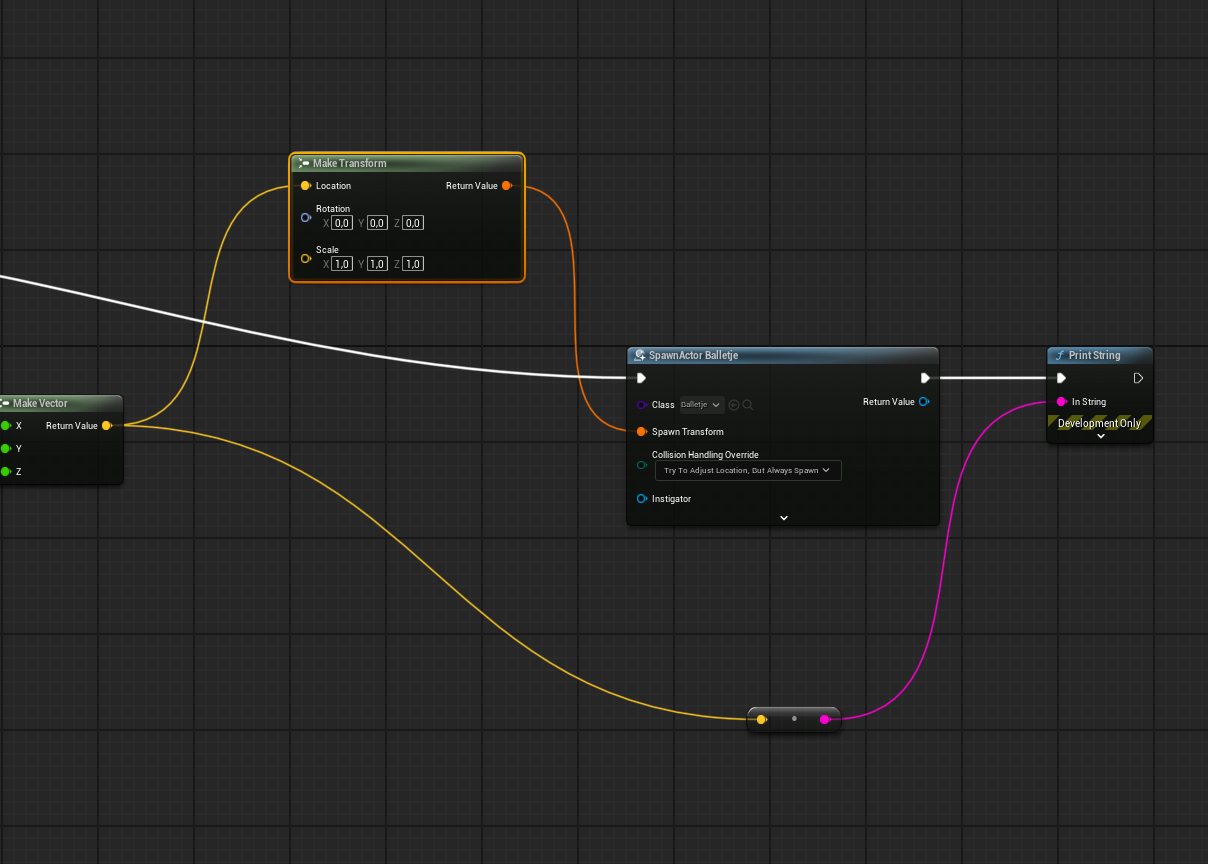 Make Transform
Location
Return Value
Rotation
X 0,0 Y 0,0 Z 0,0
Scale
X 1,0 Y 1,0 Z 1,0
SpawnActor Balletje
Class Balletje
Return Value
Spawn Transform
Collision Handling Override
Try To Adjust Location, But Always Spawn
Instigator
f Print String
In String
Development Only
Make Vector
X Return Value
Y
Z